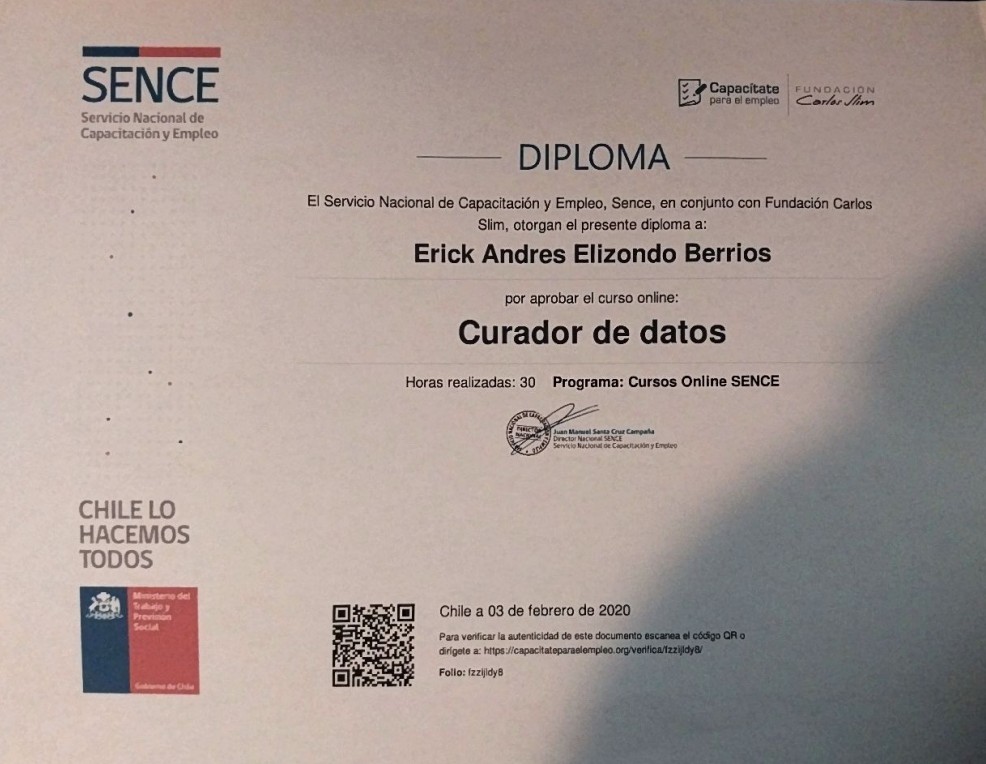 SENCE
Servicio Nacional de
Capacitación y Empleo
Capacítate
para el empleo
FUNDACIÓN
Carlos Slim
DIPLOMA
El Servicio Nacional de Capacitación y Empleo, Sence, en conjunto con Fundación Carlos
Slim, otorgan el presente diploma a:
Erick Andres Elizondo Berrios
por aprobar el curso online:
Curador de datos
Horas realizadas: 30 Programa: Cursos Online SENCE
DIRECTOR
NACIONAL
Juan Manuel Santa Cruz Campaña
Director Nacional SENCE
Servicio Nacional de Capacitación y Empleo
CHILE LO
HACEMOS
TODOS
Ministerio del
Trabajo y
Previsión
Social
Gobierno de Chile
Chile a 03 de febrero de 2020
Para verificar la autenticidad de este documento escanea el código QR o
dirígete a: https://capacitateparaelempleo.org/verifica/fzzijldy8/
Folio: fzzijldy8